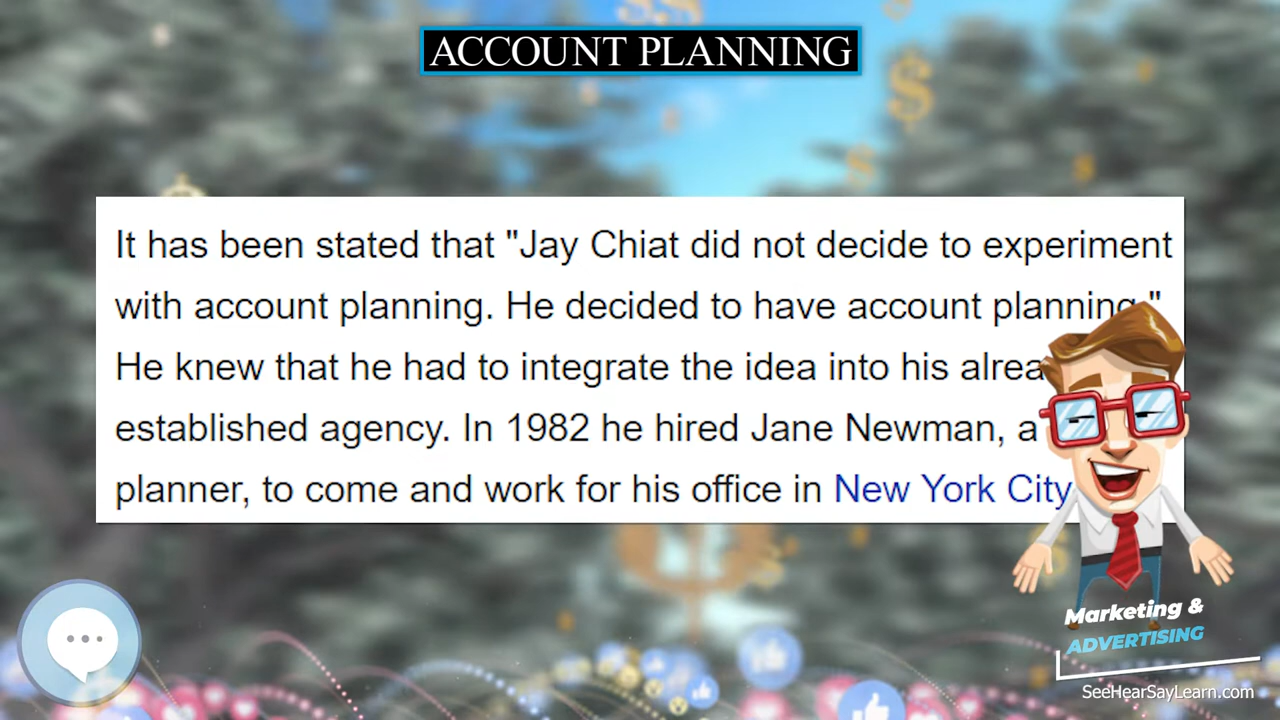 ACCOUNT PLANNING
It has been stated that "Jay Chiat did not decide to experiment
with account planning. He decided to have account planning."
He knew that he had to integrate the idea into his
established agency. In 1982 he hired Jane Newman, a
planner, to come and work for his office in New York City
Marketing &
ADVERTISING
SeeHearSayLearn.com